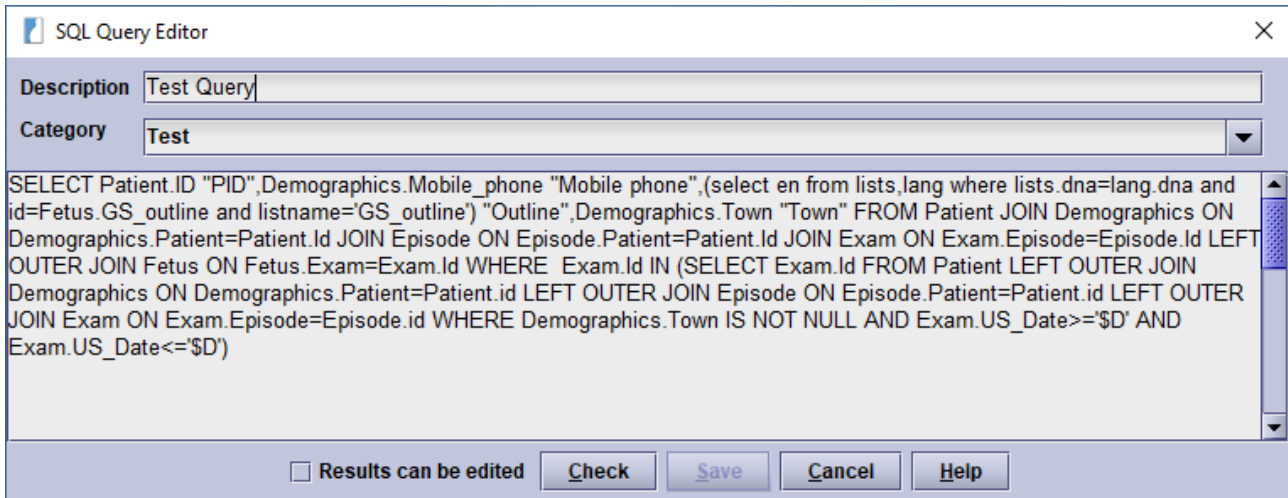 SQL Query Editor
Description Test Query
Category Test
SELECT Patient.ID "PID",Demographics.Mobile_phone "Mobile phone",(select en from lists,lang where lists.dna=lang.dna and
id=Fetus.GS_outline and listname='GS_outline') "Outline",Demographics.Town "Town" FROM Patient JOIN Demographics ON
Demographics.Patient=Patient.Id JOIN Episode ON Episode.Patient=Patient.Id JOIN Exam ON Exam.Episode=Episode.Id LEFT
OUTER JOIN Fetus ON Fetus.Exam=Exam.Id WHERE  Exam.Id IN (SELECT Exam.Id FROM Patient LEFT OUTER JOIN
Demographics ON Demographics.Patient=Patient.id LEFT OUTER JOIN Episode ON Episode.Patient=Patient.id LEFT OUTER
JOIN Exam ON Exam.Episode=Episode.id WHERE Demographics.Town IS NOT NULL AND Exam.US_Date>='$D' AND
Exam.US_Date<='$D')
Results can be edited Check Save Cancel Help